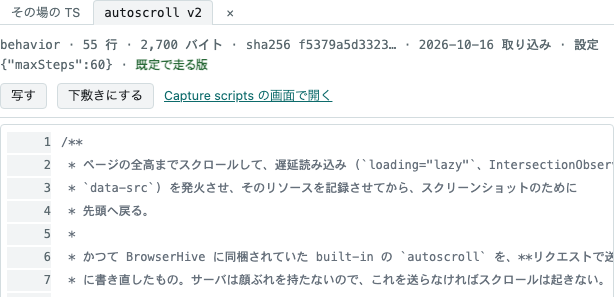 その場の TS autoscroll v2 ×
behavior · 55 行 · 2,700 バイト · sha256 f5379a5d3323… · 2026-10-16 取り込み · 設定
{"maxSteps":60} · 既定で走る版
写す 下敷きにする Capture scripts の画面で開く
1 /**
2 * ページの全高までスクロールして、遅延読み込み (`loading="lazy"`、IntersectionObser
3 * `data-src`) を発火させ、そのリソースを記録させてから、スクリーンショットのために
4 * 先頭へ戻る。
5 *
6 * かつて BrowserHive に同梱されていた built-in の `autoscroll` を、**リクエストで送
7 * に書き直したもの。サーバは顔ぶれを持たないので、これを送らなければスクロールは起きない。